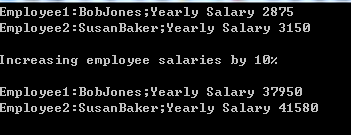 Employee1:BobJones;Yearly Salary 2875
Employee2:SusanBaker;Yearly Salary 3150
Increasing employee salaries by 10%
Employee1:BobJones;Yearly Salary 37950
Employee2:SusanBaker;Yearly Salary 41580